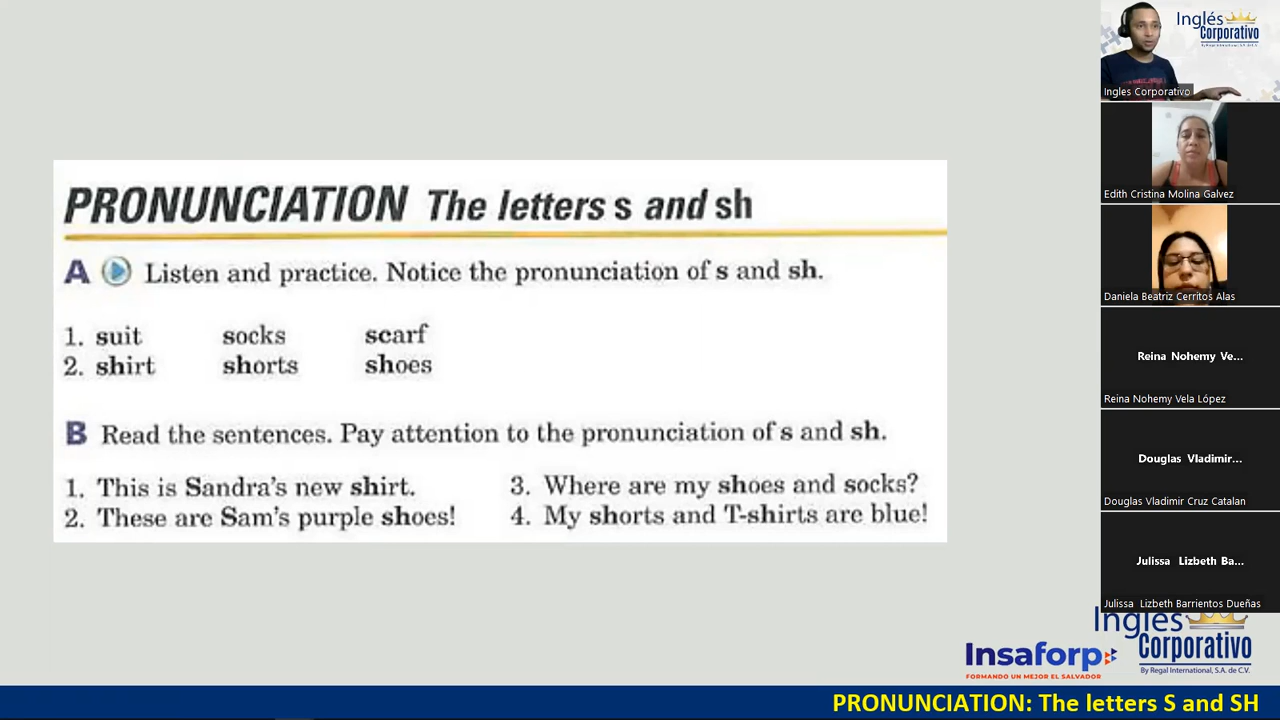 PRONUNCIATION The letters s and sh
A Listen and practice. Notice the pronunciation of s and sh.
1. suit socks scarf
2. shirt shorts shoes
B Read the sentences. Pay attention to the pronunciation of s and sh.
1. This is Sandra's new shirt.
2. These are Sam's purple shoes!
3. Where are my shoes and socks?
4. My shorts and T-shirts are blue!
Inglés
Corporativo
By Regal International, S.A. de C.V.
Ingles Corporativo
Edith Cristina Molina Galvez
Daniela Beatriz Cerritos Alas
Reina Nohemy Ve...
Reina Nohemy Vela López
Douglas Vladimir...
Douglas Vladimir Cruz Catalan
Julissa Lizbeth Ba...
Julissa Lizbeth Barrientos Dueñas
Inglés
Corporativo
By Regal International, S.A. de C.V.
Insaforp
FORMANDO UN MEJOR EL SALVADOR
PRONUNCIATION: The letters S and SH